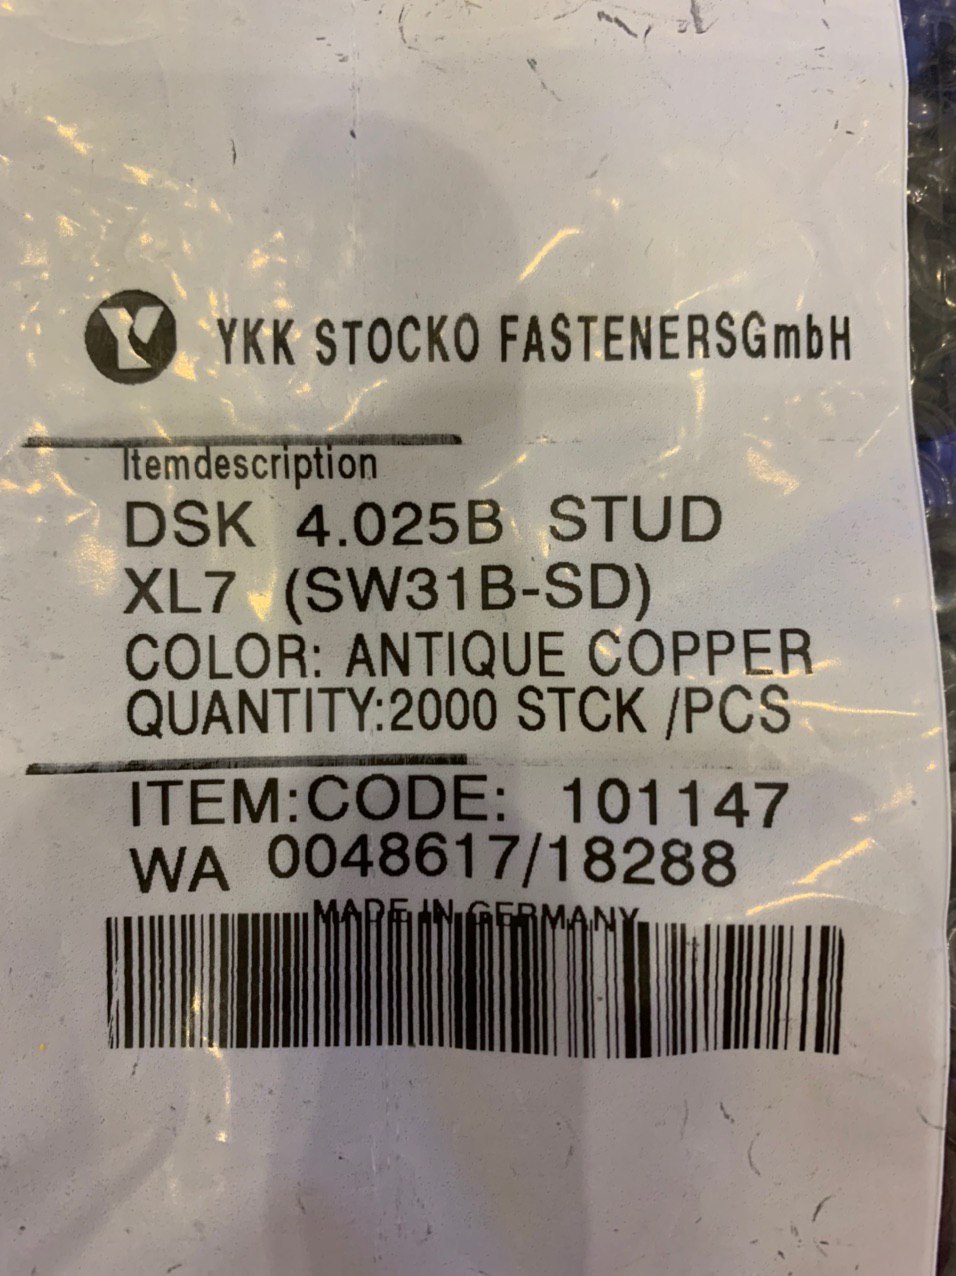 YKK STOCKO FASTENERSGmbH
Itemdescription
DSK 4.025B STUD
XL7 (SW31B-SD)
COLOR: ANTIQUE COPPER
QUANTITY:2000 STCK /PCS
ITEM:CODE: 101147
WA 0048617/18288
MADE IN GERMANY